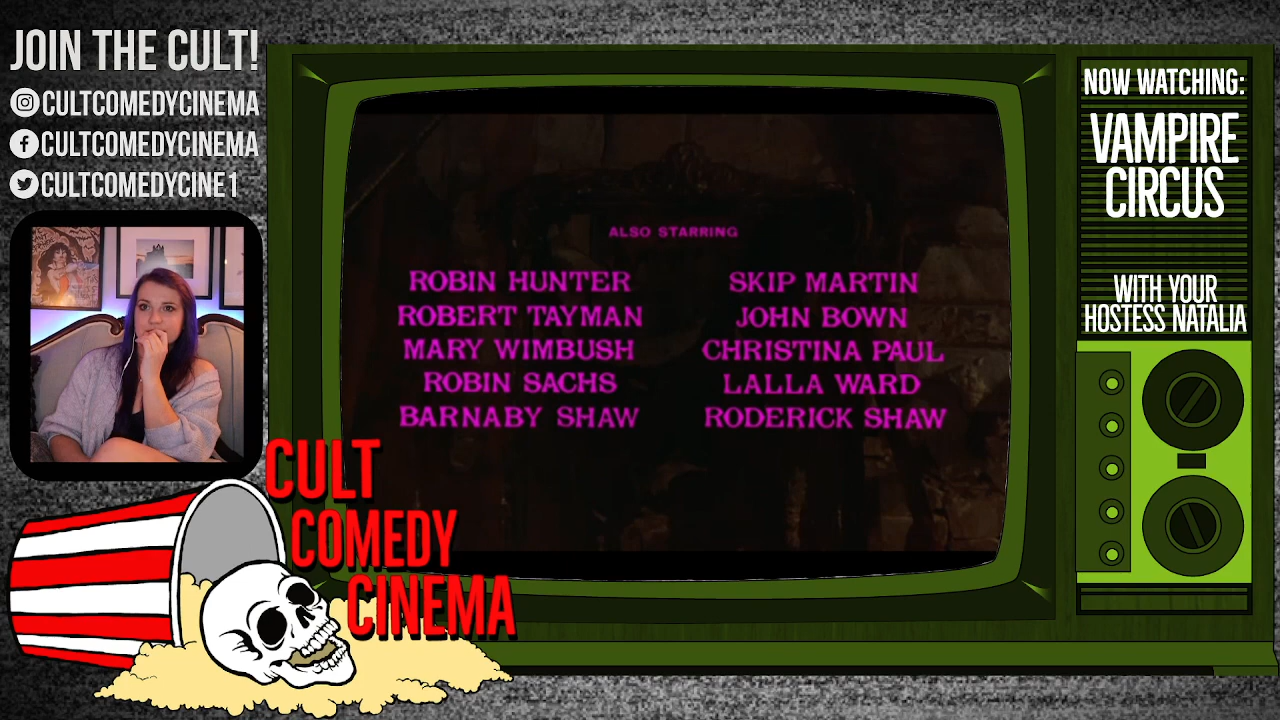 JOIN THE CULT!
CULTCOMEDYCINEMA
CULTCOMEDYCINEMA
CULTCOMEDYCINE1
ALSO STARRING
ROBIN HUNTER
ROBERT TAYMAN
MARY WIMBUSH
ROBIN SACHS
BARNABY SHAW
SKIP MARTIN
JOHN BOWN
CHRISTINA PAUL
LALLA WARD
RODERICK SHAW
NOW WATCHING:
VAMPIRE
CIRCUS
WITH YOUR
HOSTESS NATALIA
CULT
COMEDY
CINEMA